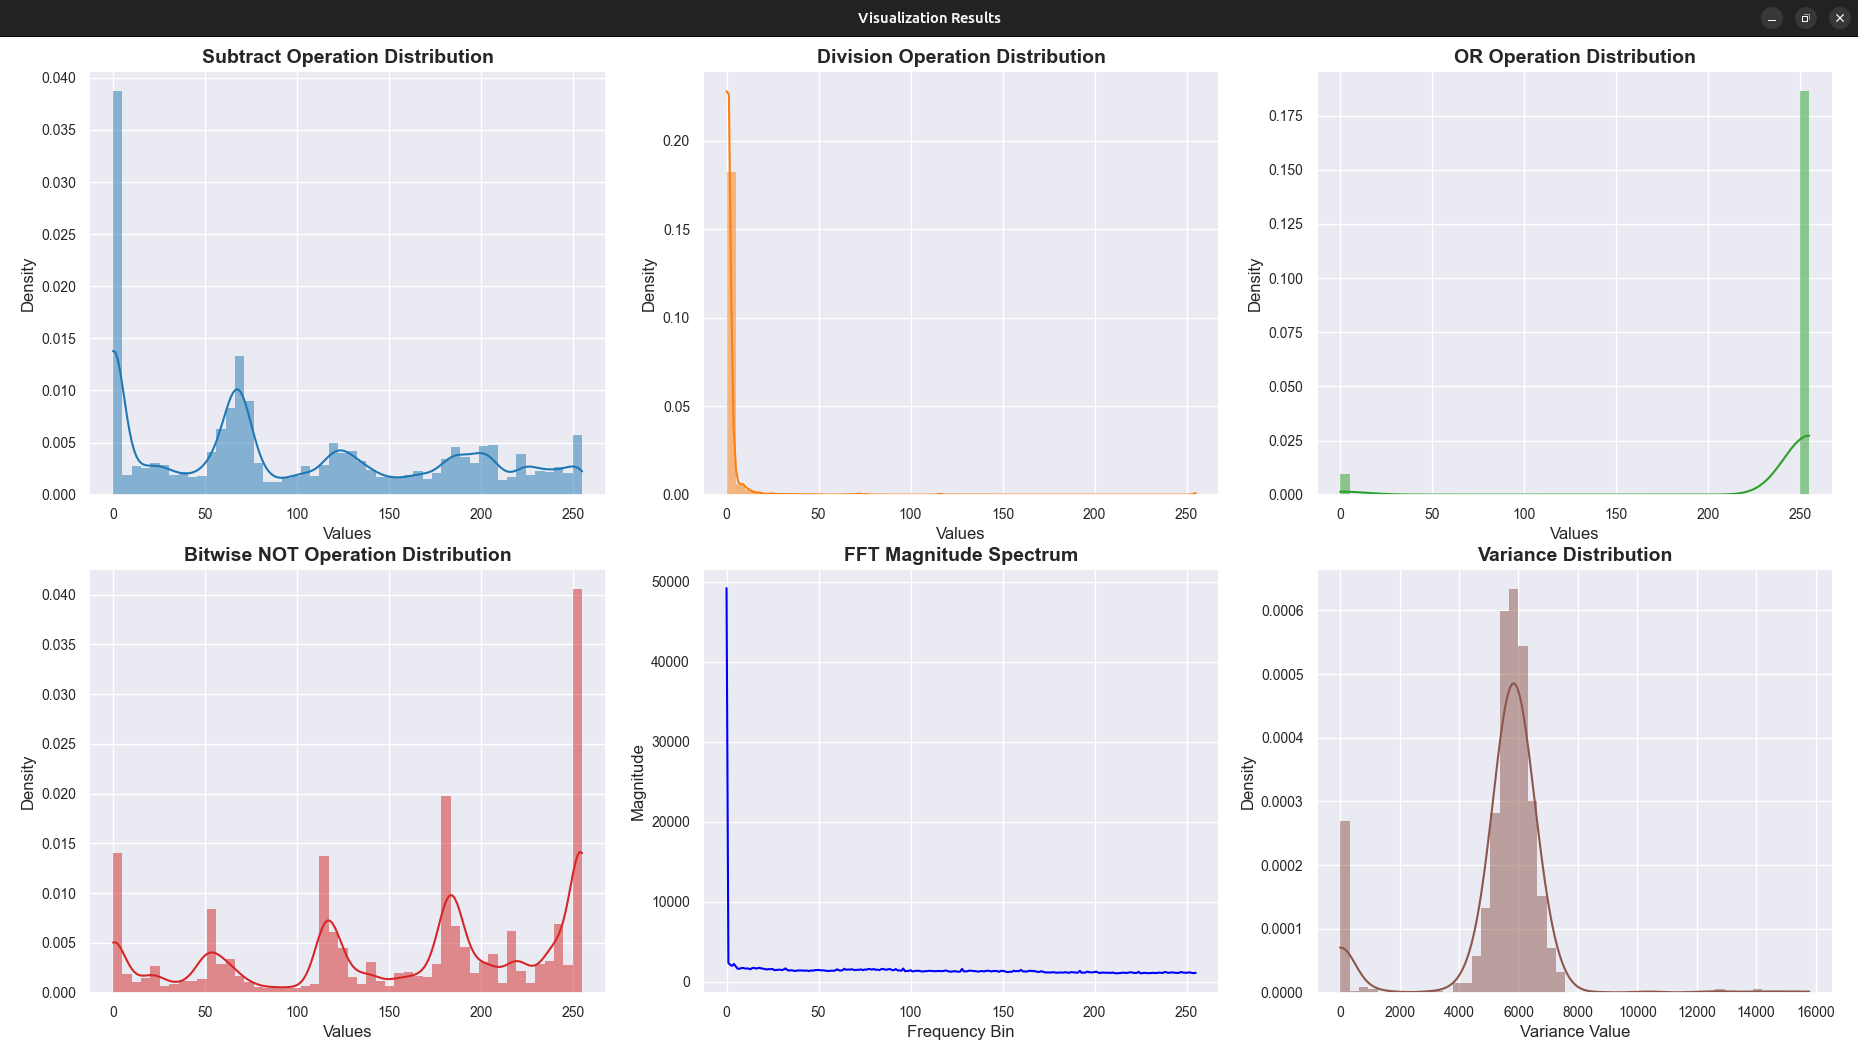 Visualization Results
Subtract Operation Distribution
0.040
0.035
0.030
0.025
0.020
0.015
0.010
0.005
0.000
Density
0 50 100 150 200 250
Values
Division Operation Distribution
0.20
0.15
0.10
0.05
0.00
Density
0 50 100 150 200 250
Values
OR Operation Distribution
0.175
0.150
0.125
0.100
0.075
0.050
0.025
0.000
Density
0 50 100 150 200 250
Values
Bitwise NOT Operation Distribution
0.040
0.035
0.030
0.025
0.020
0.015
0.010
0.005
0.000
Density
0 50 100 150 200 250
Values
FFT Magnitude Spectrum
50000
40000
30000
20000
10000
0
Magnitude
0 50 100 150 200 250
Frequency Bin
Variance Distribution
0.0006
0.0005
0.0004
0.0003
0.0002
0.0001
0.0000
Density
0 2000 4000 6000 8000 10000 12000 14000 16000
Variance Value